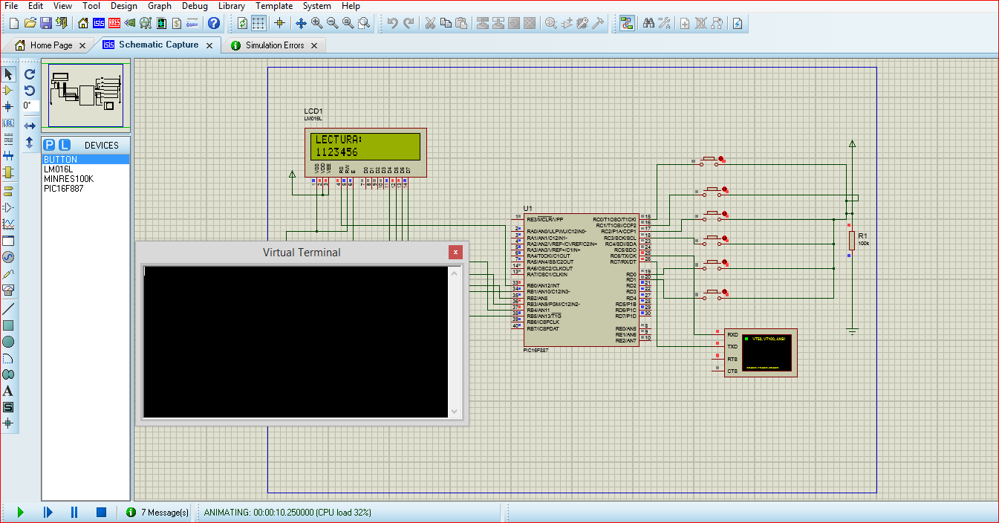 File Edit View Tool Design Graph Debug Library Template System Help
Home Page
Schematic Capture
Simulation Errors
0°
LBL
P L DEVICES
BUTTON
LM016L
MINRES100K
PIC16F887
LCD1
LM016L
LECTURA:
1123456
VSS
VDD
VEE
RS
RW
E
D0
D1
D2
D3
D4
D5
D6
D7
Virtual Terminal
U1
RE3/MCLR/VPP
RA0/AN0/ULPWU/C12IN0-
RA1/AN1/C12IN1-
RA2/AN2/VREF-/CVREF/C2IN+
RA3/AN3/VREF+/C1IN+
RA4/T0CKI/C1OUT
RA5/AN4/SS/C2OUT
RA6/OSC2/CLKOUT
RA7/OSC1/CLKIN
RB0/AN12/INT
RB1/AN10/C12IN3-
RB2/AN8
RB3/AN9/PGM/C12IN2-
RB4/AN11
RB5/AN13/T1G
RB6/ICSPCLK
RB7/ICSPDAT
1
2
3
4
5
6
7
14
13
33
34
35
36
37
38
39
40
RC0/T1OSO/T1CKI 15
RC1/T1OSI/CCP2 16
RC2/P1A/CCP1 17
RC3/SCK/SCL 18
RC4/SDI/SDA 23
RC5/SDO 24
RC6/TX/CK 25
RC7/RX/DT 26
RD0 19
RD1 20
RD2 21
RD3 22
RD4 27
RD5/P1B 28
RD6/P1C 29
RD7/P1D 30
RE0/AN5 8
RE1/AN6 9
RE2/AN7 10
PIC16F887
R1
100k
RXD
TXD
RTS
CTS
VT52, VT100, ANSI
7 Message(s)
ANIMATING: 00:00:10.250000 (CPU load 32%)